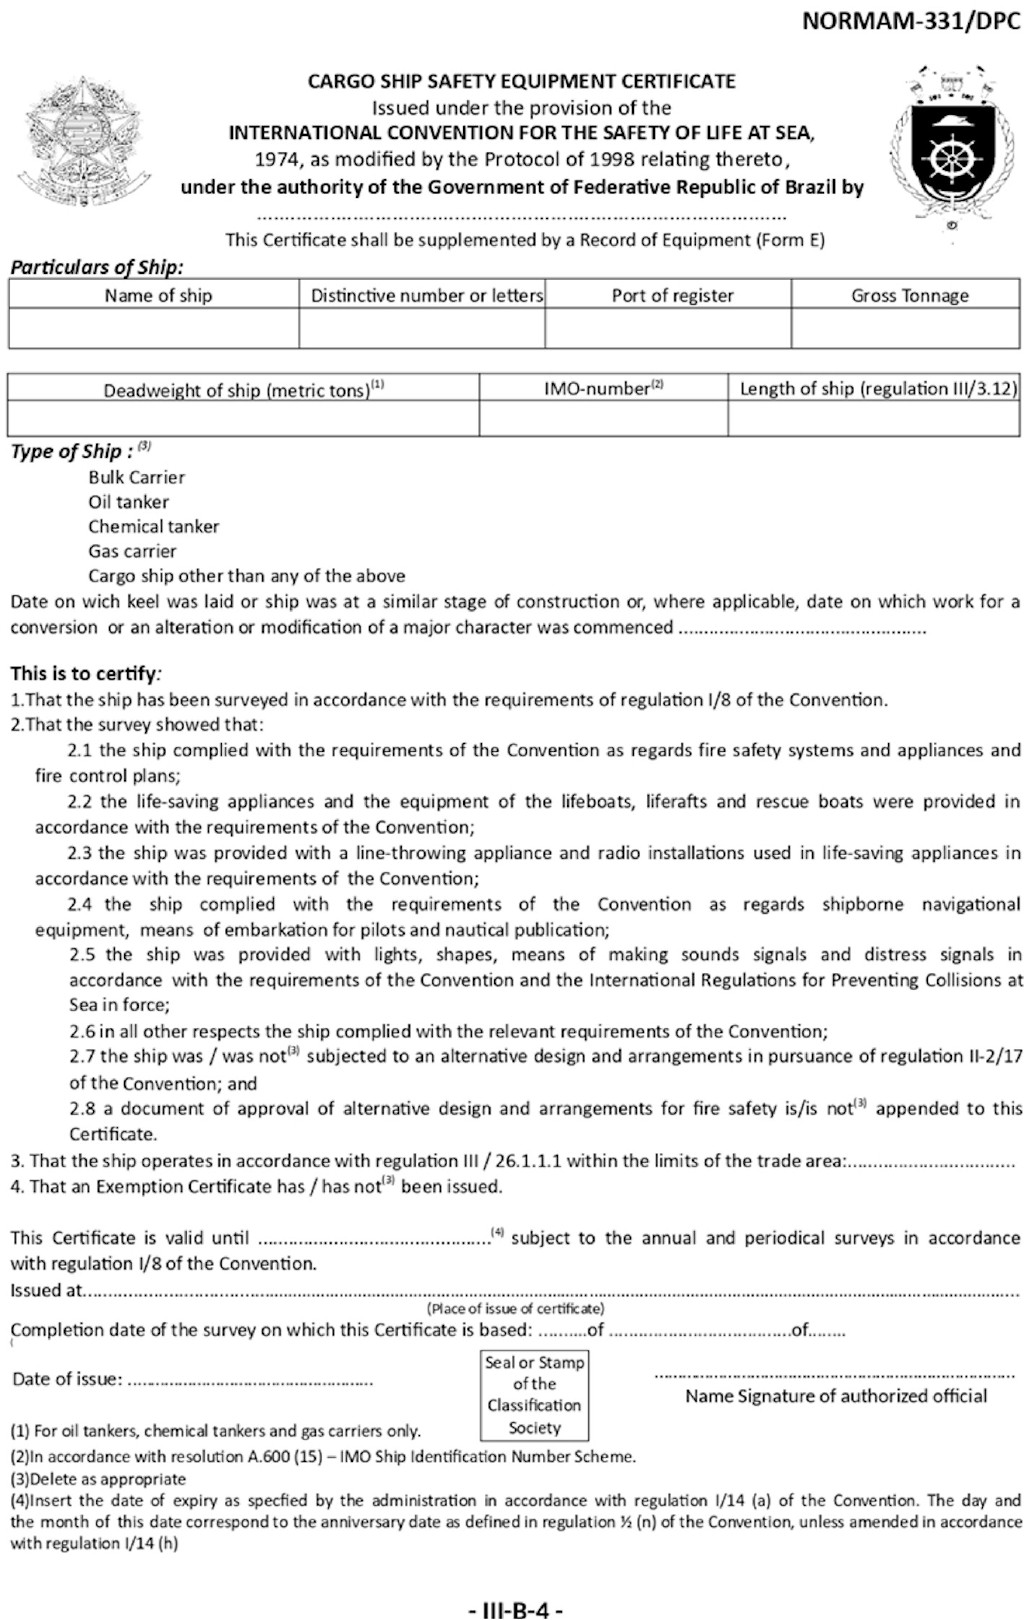 NORMAM-331/DPC
CARGO SHIP SAFETY EQUIPMENT CERTIFICATE
Issued under the provision of the
INTERNATIONAL CONVENTION FOR THE SAFETY OF LIFE AT SEA,
1974, as modified by the Protocol of 1998 relating thereto,
under the authority of the Government of Federative Republic of Brazil by
....................................................................................................
This Certificate shall be supplemented by a Record of Equipment (Form E)
Particulars of Ship:
Name of ship Distinctive number or letters Port of register Gross Tonnage
Deadweight of ship (metric tons)(1) IMO-number(2) Length of ship (regulation III/3.12)
Type of Ship : (3)
Bulk Carrier
Oil tanker
Chemical tanker
Gas carrier
Cargo ship other than any of the above
Date on wich keel was laid or ship was at a similar stage of construction or, where applicable, date on which work for a
conversion or an alteration or modification of a major character was commenced .................................................
This is to certify:
1.That the ship has been surveyed in accordance with the requirements of regulation I/8 of the Convention.
2.That the survey showed that:
2.1 the ship complied with the requirements of the Convention as regards fire safety systems and appliances and
fire control plans;
2.2 the life-saving appliances and the equipment of the lifeboats, liferafts and rescue boats were provided in
accordance with the requirements of the Convention;
2.3 the ship was provided with a line-throwing appliance and radio installations used in life-saving appliances in
accordance with the requirements of the Convention;
2.4 the ship complied with the requirements of the Convention as regards shipborne navigational
equipment, means of embarkation for pilots and nautical publication;
2.5 the ship was provided with lights, shapes, means of making sounds signals and distress signals in
accordance with the requirements of the Convention and the International Regulations for Preventing Collisions at
Sea in force;
2.6 in all other respects the ship complied with the relevant requirements of the Convention;
2.7 the ship was / was not(3) subjected to an alternative design and arrangements in pursuance of regulation II-2/17
of the Convention; and
2.8 a document of approval of alternative design and arrangements for fire safety is/is not(3) appended to this
Certificate.
3. That the ship operates in accordance with regulation III / 26.1.1.1 within the limits of the trade area:.................................
4. That an Exemption Certificate has / has not(3) been issued.
This Certificate is valid until ..............................................(4) subject to the annual and periodical surveys in accordance
with regulation I/8 of the Convention.
Issued at....................................................................................................
(Place of issue of certificate)
Completion date of the survey on which this Certificate is based: ..........of ....................................of........
Date of issue: .................................................
Seal or Stamp
of the
Classification
Society
....................................................................................................
Name Signature of authorized official
(1) For oil tankers, chemical tankers and gas carriers only.
(2)In accordance with resolution A.600 (15) – IMO Ship Identification Number Scheme.
(3)Delete as appropriate
(4)Insert the date of expiry as specfied by the administration in accordance with regulation I/14 (a) of the Convention. The day and
the month of this date correspond to the anniversary date as defined in regulation ½ (n) of the Convention, unless amended in accordance
with regulation I/14 (h)
- III-B-4 -